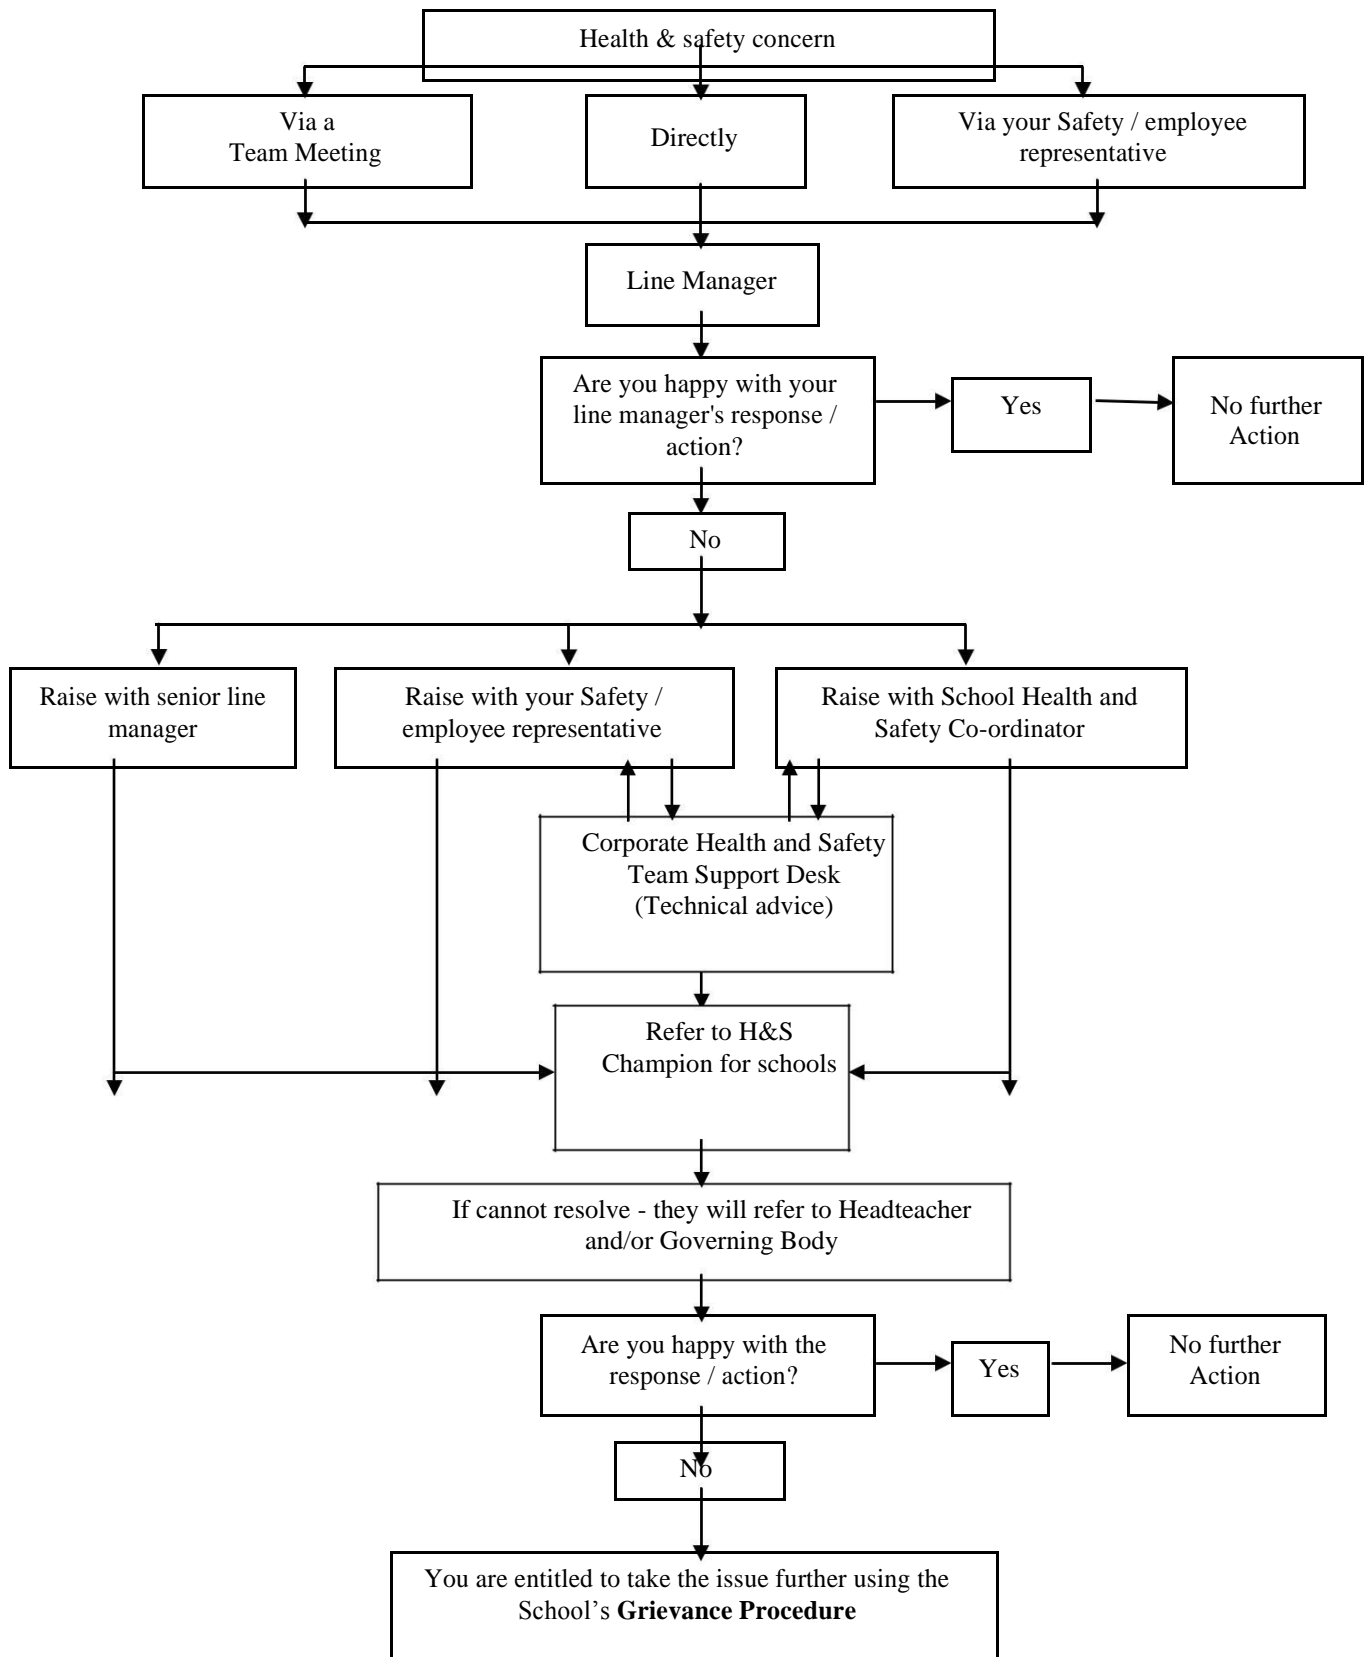 Health & safety concern
Via a
Team Meeting
Directly
Via your Safety / employee
representative
Line Manager
Are you happy with your
line manager's response /
action?
Yes
No further
Action
No
Raise with senior line
manager
Raise with your Safety /
employee representative
Raise with School Health and
Safety Co-ordinator
Corporate Health and Safety
Team Support Desk
(Technical advice)
Refer to H&S
Champion for schools
If cannot resolve - they will refer to Headteacher
and/or Governing Body
Are you happy with the
response / action?
Yes
No further
Action
No
You are entitled to take the issue further using the
School’s Grievance Procedure